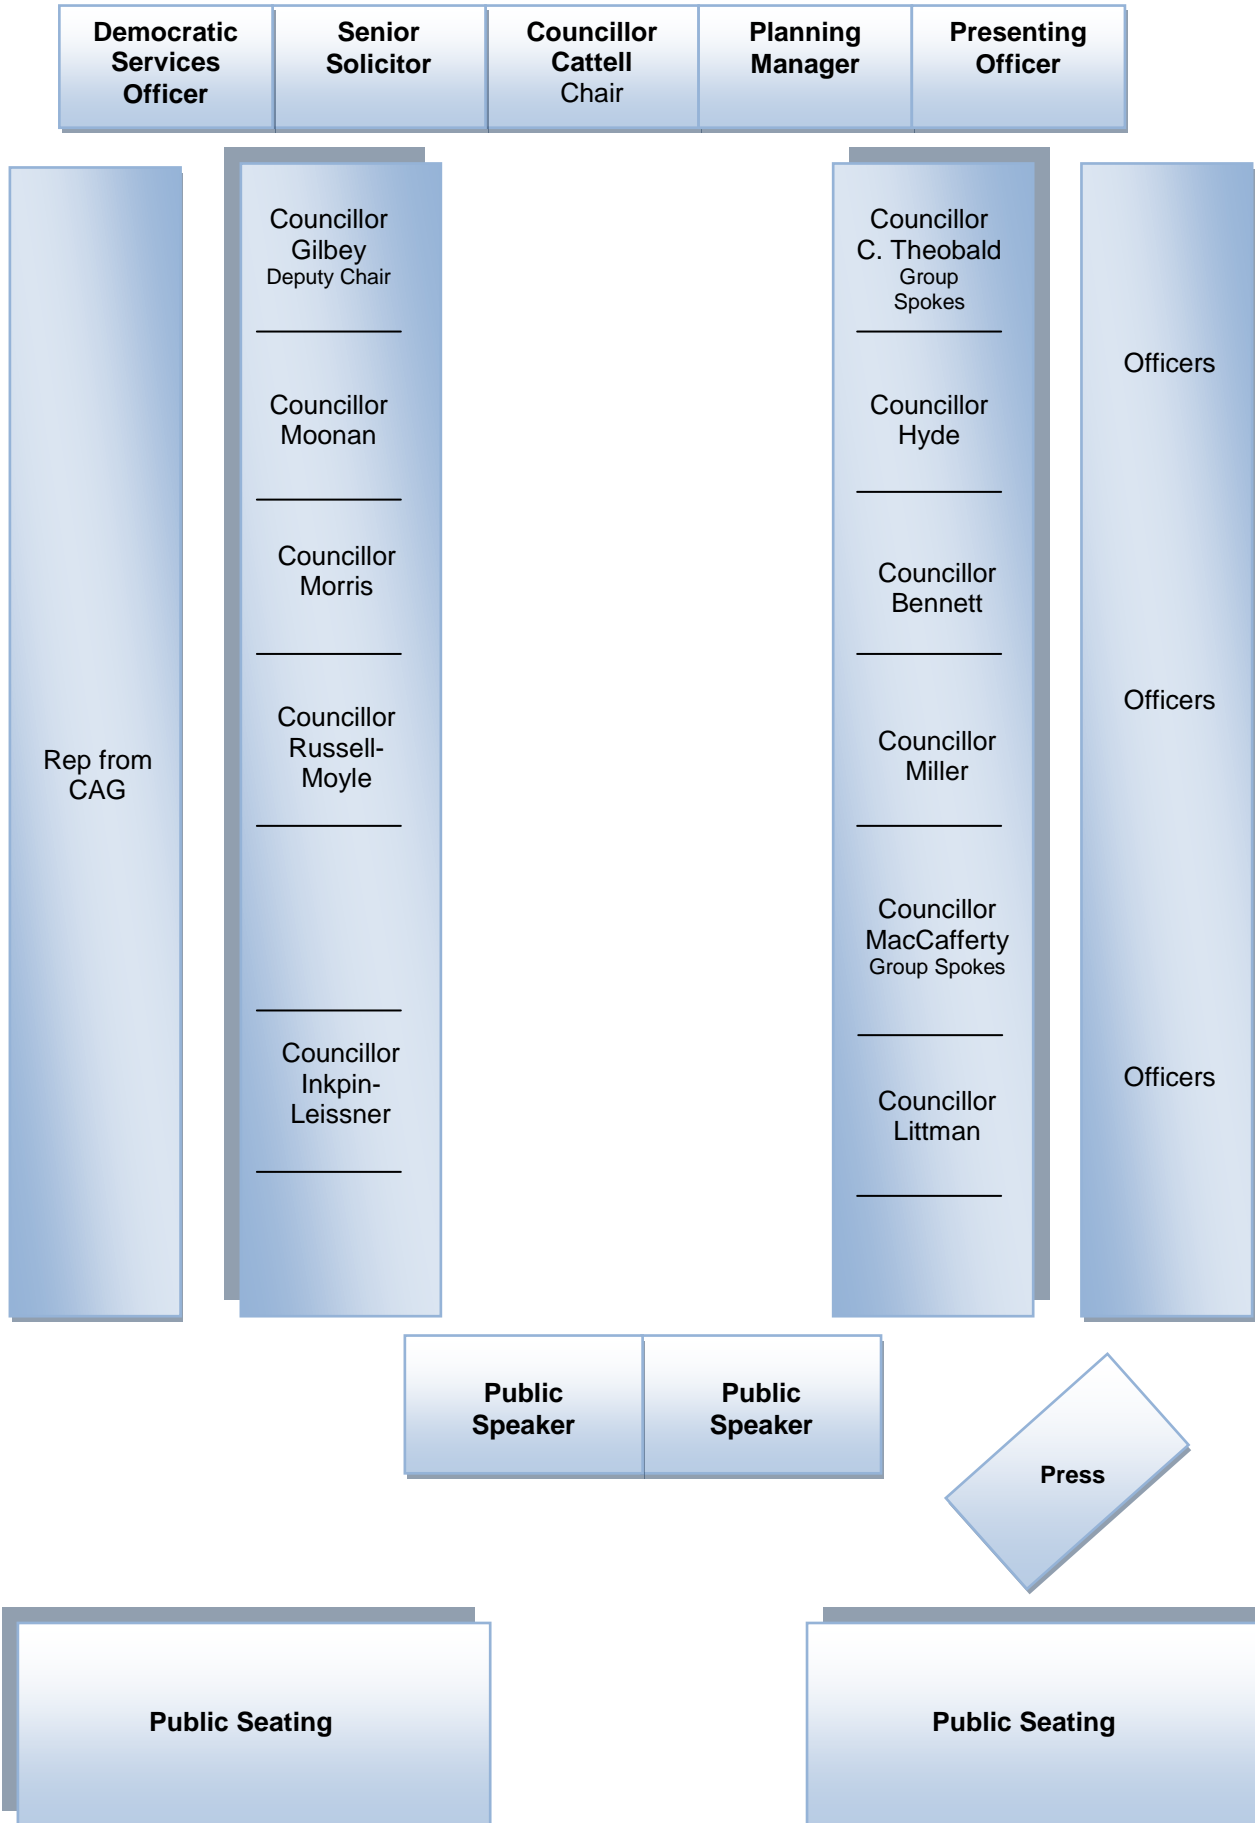 Democratic
Services
Officer
Senior
Solicitor
Councillor
Cattell
Chair
Planning
Manager
Presenting
Officer
Rep from
CAG
Councillor
Gilbey
Deputy Chair
Councillor
Moonan
Councillor
Morris
Councillor
Russell-
Moyle
Councillor
Inkpin-
Leissner
Councillor
C. Theobald
Group
Spokes
Councillor
Hyde
Councillor
Bennett
Councillor
Miller
Councillor
MacCafferty
Group Spokes
Councillor
Littman
Officers
Officers
Officers
Public
Speaker
Public
Speaker
Press
Public Seating
Public Seating